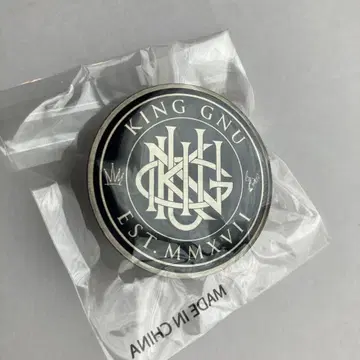 KING GNU
EST. MMXVII
MADE IN CHINA